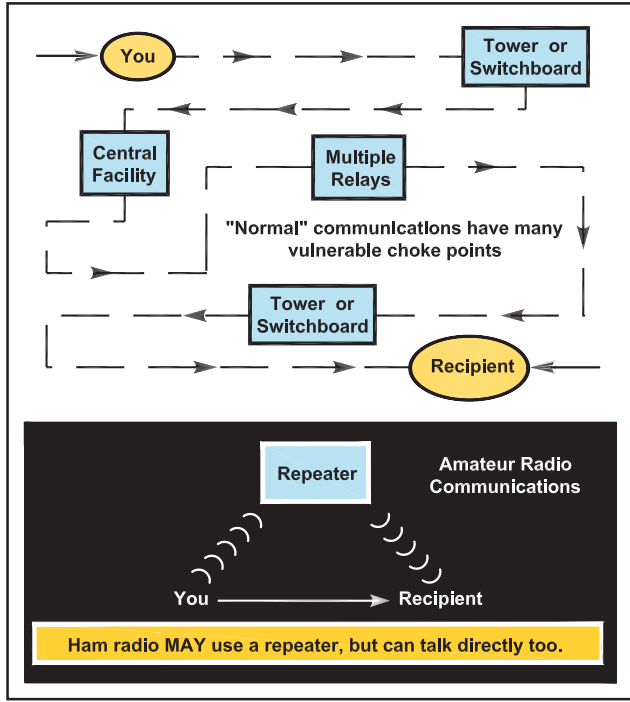 You
Tower or
Switchboard
Central
Facility
Multiple
Relays
"Normal" communications have many
vulnerable choke points
Tower or
Switchboard
Recipient
Repeater
Amateur Radio
Communications
You
Recipient
Ham radio MAY use a repeater, but can talk directly too.